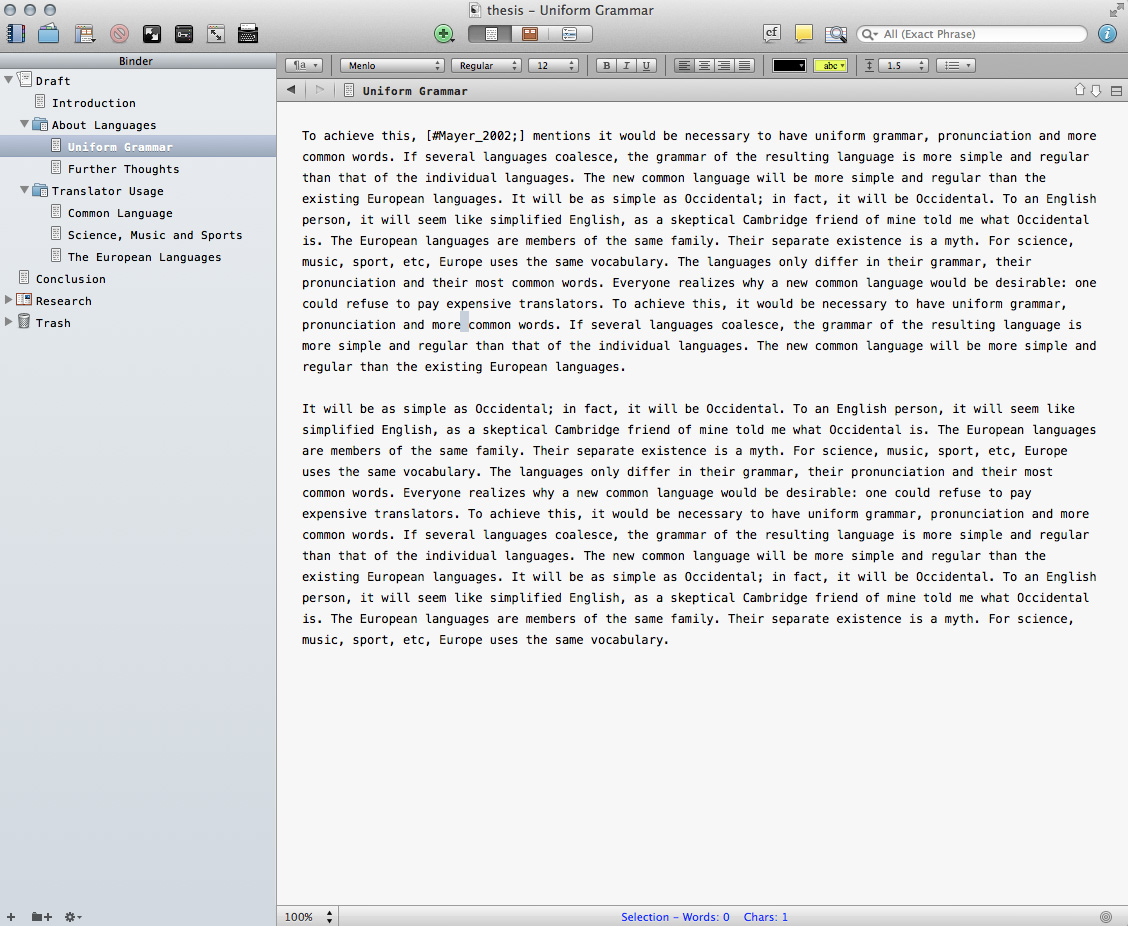 thesis – Uniform Grammar
cf
All (Exact Phrase)
Binder
¶a
Menlo
Regular
12
B I U
abc
1.5
Draft
Introduction
About Languages
Uniform Grammar
Further Thoughts
Translator Usage
Common Language
Science, Music and Sports
The European Languages
Conclusion
Research
Trash
Uniform Grammar
To achieve this, [#Mayer_2002;] mentions it would be necessary to have uniform grammar, pronunciation and more
common words. If several languages coalesce, the grammar of the resulting language is more simple and regular
than that of the individual languages. The new common language will be more simple and regular than the
existing European languages. It will be as simple as Occidental; in fact, it will be Occidental. To an English
person, it will seem like simplified English, as a skeptical Cambridge friend of mine told me what Occidental
is. The European languages are members of the same family. Their separate existence is a myth. For science,
music, sport, etc, Europe uses the same vocabulary. The languages only differ in their grammar, their
pronunciation and their most common words. Everyone realizes why a new common language would be desirable: one
could refuse to pay expensive translators. To achieve this, it would be necessary to have uniform grammar,
pronunciation and more common words. If several languages coalesce, the grammar of the resulting language is
more simple and regular than that of the individual languages. The new common language will be more simple and
regular than the existing European languages.
It will be as simple as Occidental; in fact, it will be Occidental. To an English person, it will seem like
simplified English, as a skeptical Cambridge friend of mine told me what Occidental is. The European languages
are members of the same family. Their separate existence is a myth. For science, music, sport, etc, Europe
uses the same vocabulary. The languages only differ in their grammar, their pronunciation and their most
common words. Everyone realizes why a new common language would be desirable: one could refuse to pay
expensive translators. To achieve this, it would be necessary to have uniform grammar, pronunciation and more
common words. If several languages coalesce, the grammar of the resulting language is more simple and regular
than that of the individual languages. The new common language will be more simple and regular than the
existing European languages. It will be as simple as Occidental; in fact, it will be Occidental. To an English
person, it will seem like simplified English, as a skeptical Cambridge friend of mine told me what Occidental
is. The European languages are members of the same family. Their separate existence is a myth. For science,
music, sport, etc, Europe uses the same vocabulary.
100%
Selection – Words: 0 Chars: 1